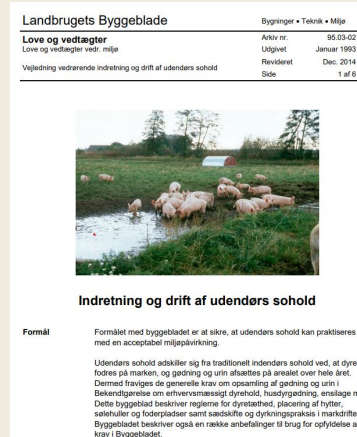 Landbrugets Byggeblade
Bygninger • Teknik • Miljø
Love og vedtægter
Love og vedtægter vedr. miljø
Vejledning vedrørende indretning og drift af udendørs sohold
Arkiv nr. 95.03-02
Udgivet Januar 1993
Revideret Dec. 2014
Side 1 af 6
Indretning og drift af udendørs sohold
Formål
Formålet med byggebladet er at sikre, at udendørs sohold kan praktiseres
med en acceptabel miljøpåvirkning.
Udendørs sohold adskiller sig fra traditionelt indendørs sohold ved, at dyre
fodres på marken, og gødning og urin afsættes på arealet over hele året.
Dermed fraviges de generelle krav om opsamling af gødning og urin i
Bekendtgørelse om erhvervsmæssigt dyrehold, husdyrgødning, ensilage m
Dette byggeblad beskriver reglerne for dyretæthed, placering af hytter,
sølehuller og foderpladser samt sædskifte og dyrkningspraksis i markdrifte
Byggebladet beskriver også en række anbefalinger til brug for opfyldelse a
krav i Byggebladet.